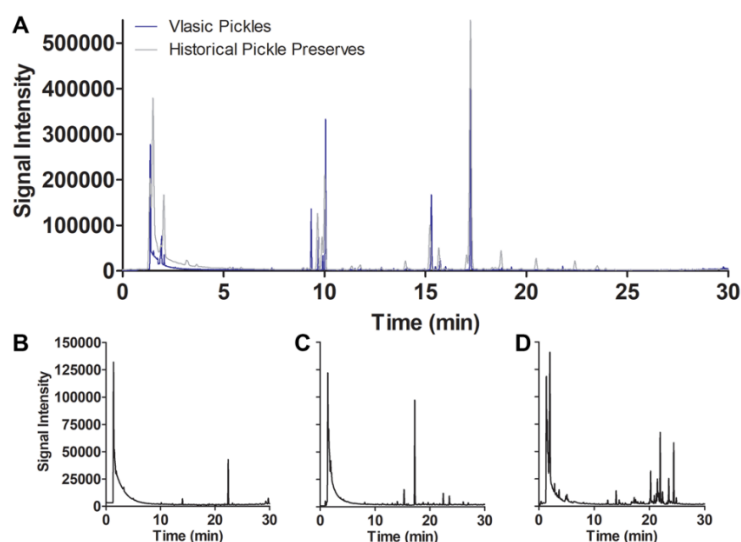 A
Vlasic Pickles
Historical Pickle Preserves
Signal Intensity
500000
400000
300000
200000
100000
0
0 5 10 15 20 25 30
Time (min)
B
Signal Intensity
150000
125000
100000
75000
50000
25000
0
0 10 20 30
Time (min)
C
0 10 20 30
Time (min)
D
0 10 20 30
Time (min)